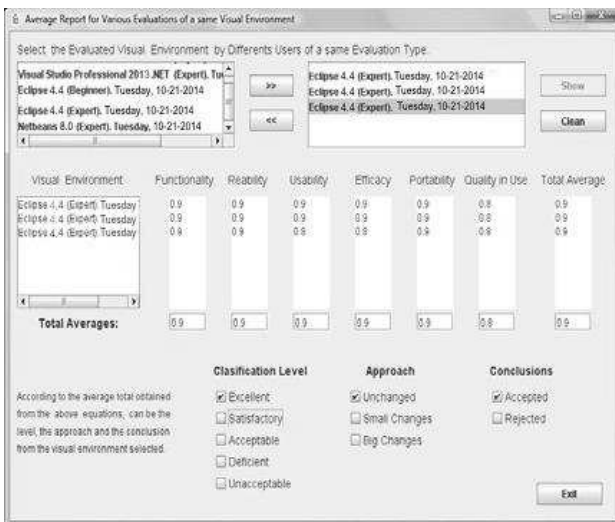 Average Report for Various Evaluations of a same Visual Environment
Select the Evaluated Visual Environment by Differents Users of a same Evaluation Type.
Visual Studio Professional 2013 .NET (Expert). Tu
Eclipse 4.4 (Beginner). Tuesday, 10-21-2014
Eclipse 4.4 (Expert). Tuesday, 10-21-2014
Netbeans 8.0 (Expert). Tuesday, 10-21-2014
>>
<<
Eclipse 4.4 (Expert). Tuesday, 10-21-2014
Eclipse 4.4 (Expert). Tuesday, 10-21-2014
Eclipse 4.4 (Expert). Tuesday, 10-21-2014
Show
Clean
Visual Environment Functionality Reability Usability Efficacy Portability Quality in Use Total Average
Eclipse 4.4 (Expert) Tuesday 0.9 0.9 0.9 0.9 0.9 0.8 0.9
Eclipse 4.4 (Expert) Tuesday 0.9 0.9 0.9 0.9 0.9 0.8 0.9
Eclipse 4.4 (Expert) Tuesday 0.9 0.9 0.8 0.8 0.9 0.8 0.9
Total Averages: 0.9 0.9 0.9 0.9 0.9 0.8 0.9
Clasification Level Approach Conclusions
According to the average total obtained
from the above equations, can be the
level, the approach and the conclusion
from the visual environment selected.
Excellent
Satisfactory
Acceptable
Deficient
Unacceptable
Unchanged
Small Changes
Big Changes
Accepted
Rejected
Exit